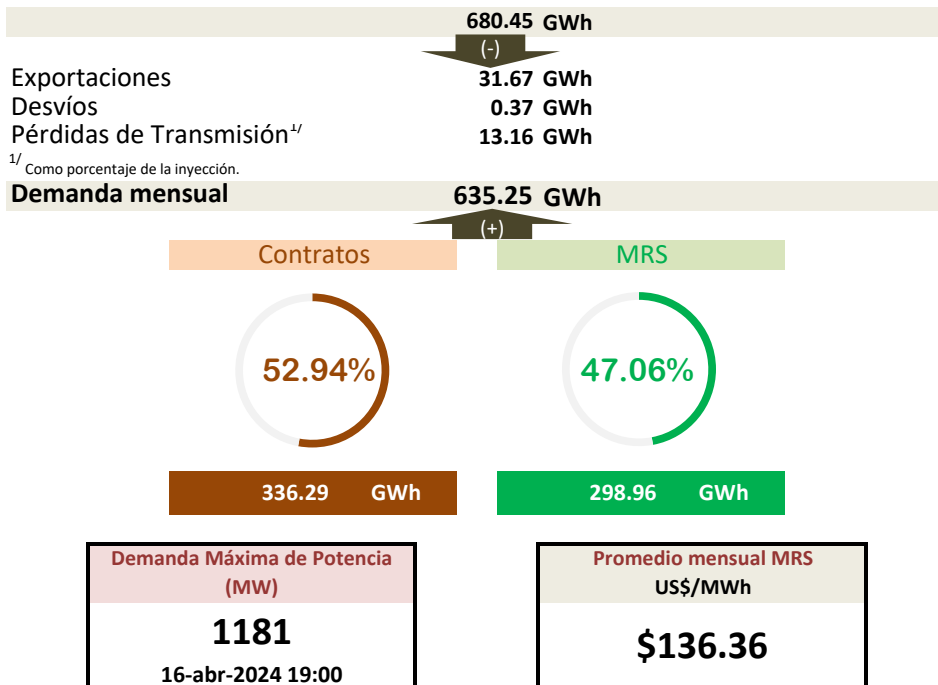 680.45 GWh
(-)
Exportaciones 31.67 GWh
Desvíos 0.37 GWh
Pérdidas de Transmisión 1/ 13.16 GWh
1/ Como porcentaje de la inyección.
Demanda mensual 635.25 GWh
(+)
Contratos MRS
52.94% 47.06%
336.29 GWh 298.96 GWh
Demanda Máxima de Potencia Promedio mensual MRS
(MW) US$/MWh
1181 $136.36
16-abr-2024 19:00